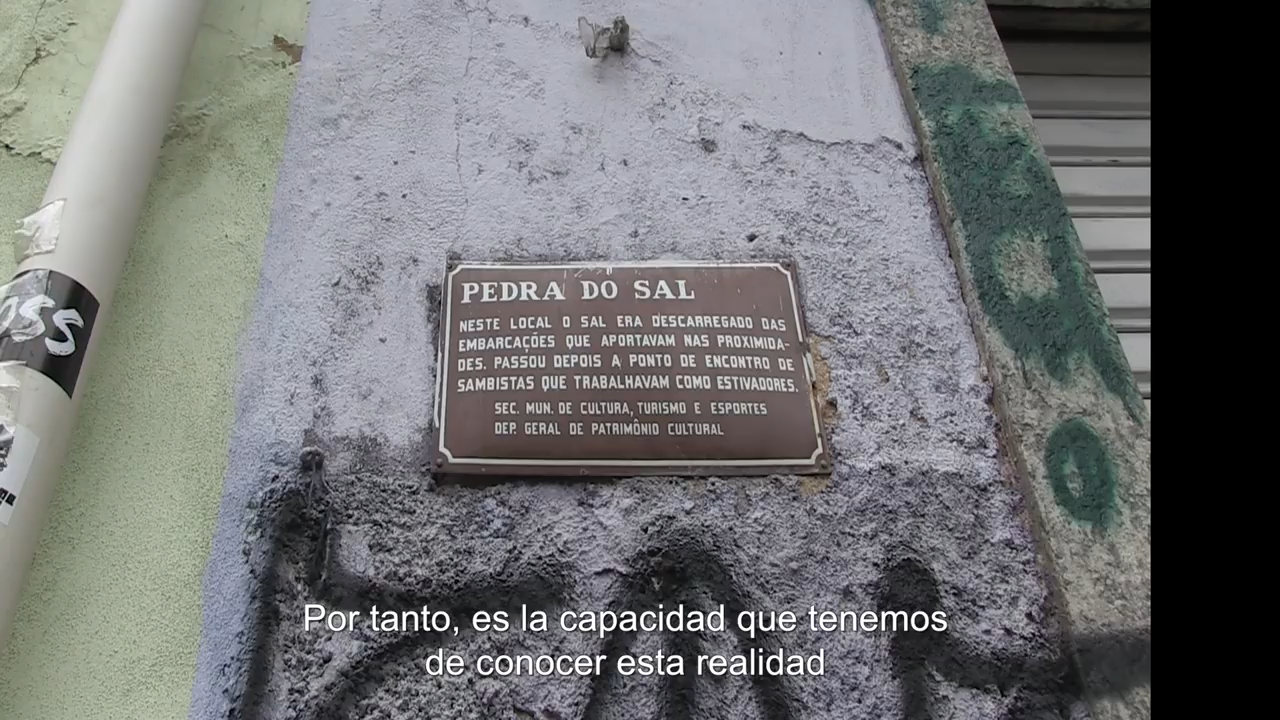 PEDRA DO SAL
NESTE LOCAL O SAL ERA DESCARREGADO DAS
EMBARCAÇÕES QUE APORTAVAM NAS PROXIMIDA-
DES. PASSOU DEPOIS A PONTO DE ENCONTRO DE
SAMBISTAS QUE TRABALHAVAM COMO ESTIVADORES.
SEC. MUN. DE CULTURA, TURISMO E ESPORTES
DEP. GERAL DE PATRIMÔNIO CULTURAL
Por tanto, es la capacidad que tenemos
de conocer esta realidad